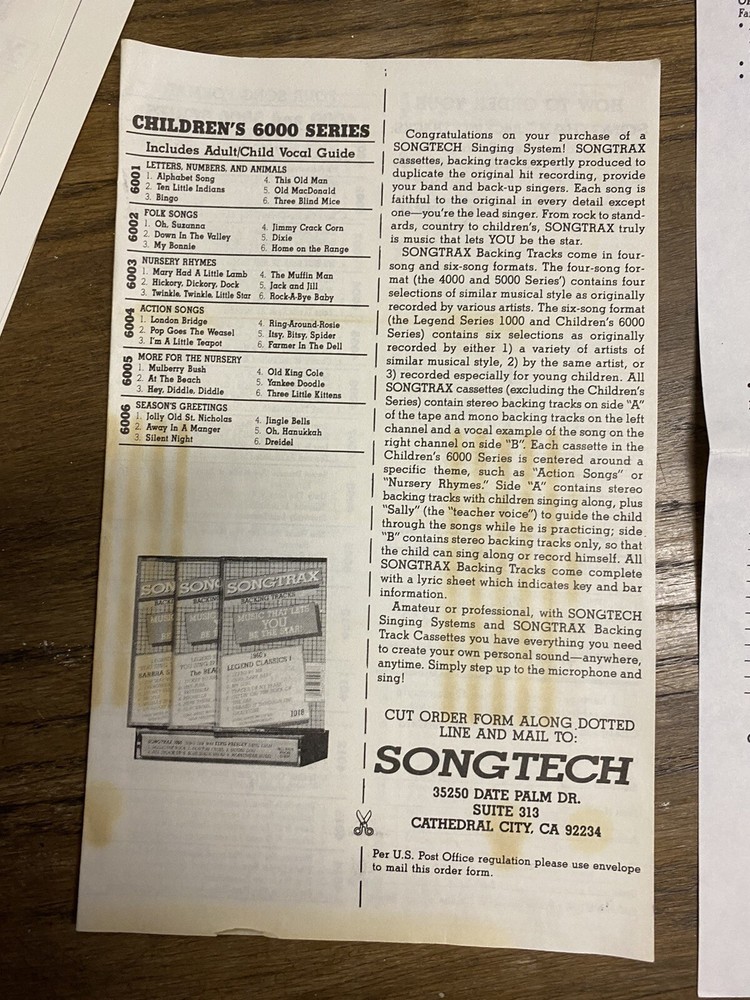 CHILDREN'S 6000 SERIES
Includes Adult/Child Vocal Guide
6001
LETTERS, NUMBERS, AND ANIMALS
1. Alphabet Song
2. Ten Little Indians
3. Bingo
4. This Old Man
5. Old MacDonald
6. Three Blind Mice
6002
FOLK SONGS
1. Oh, Suzanna
2. Down In The Valley
3. My Bonnie
4. Jimmy Crack Corn
5. Dixie
6. Home on the Range
6003
NURSERY RHYMES
1. Mary Had A Little Lamb
2. Hickory, Dickory, Dock
3. Twinkle, Twinkle, Little Star
4. The Muffin Man
5. Jack and Jill
6. Rock-A-Bye Baby
6004
ACTION SONGS
1. London Bridge
2. Pop Goes The Weasel
3. I'm A Little Teapot
4. Ring-Around-Rosie
5. Itsy, Bitsy, Spider
6. Farmer In The Dell
6005
MORE FOR THE NURSERY
1. Mulberry Bush
2. At The Beach
3. Hey, Diddle, Diddle
4. Old King Cole
5. Yankee Doodle
6. Three Little Kittens
6006
SEASON'S GREETINGS
1. Jolly Old St. Nicholas
2. Away In A Manger
3. Silent Night
4. Jingle Bells
5. Oh, Hanukkah
6. Dreidel
SONGTRAX
BACKING TRACKS
MUSIC THAT LETS
YOU
BE THE STAR!
1960's
LEGEND CLASSICS I
1016
Congratulations on your purchase of a
SONGTECH Singing System! SONGTRAX
cassettes, backing tracks expertly produced to
duplicate the original hit recording, provide
your band and back-up singers. Each song is
faithful to the original in every detail except
one—you're the lead singer. From rock to stand-
ards, country to children's, SONGTRAX truly
is music that lets YOU be the star.
SONGTRAX Backing Tracks come in four-
song and six-song formats. The four-song for-
mat (the 4000 and 5000 Series') contains four
selections of similar musical style as originally
recorded by various artists. The six-song format
(the Legend Series 1000 and Children's 6000
Series) contains six selections as originally
recorded by either 1) a variety of artists of
similar musical style, 2) by the same artist, or
3) recorded especially for young children. All
SONGTRAX cassettes (excluding the Children's
Series) contain stereo backing tracks on side "A"
of the tape and mono backing tracks on the left
channel and a vocal example of the song on the
right channel on side "B". Each cassette in the
Children's 6000 Series is centered around a
specific theme, such as "Action Songs" or
"Nursery Rhymes." Side "A" contains stereo
backing tracks with children singing along, plus
"Sally" (the "teacher voice") to guide the child
through the songs while he is practicing; side
"B" contains stereo backing tracks only, so that
the child can sing along or record himself. All
SONGTRAX Backing Tracks come complete
with a lyric sheet which indicates key and bar
information.
Amateur or professional, with SONGTECH
Singing Systems and SONGTRAX Backing
Track Cassettes you have everything you need
to create your own personal sound—anywhere,
anytime. Simply step up to the microphone and
sing!
CUT ORDER FORM ALONG DOTTED
LINE AND MAIL TO:
SONGTECH
35250 DATE PALM DR.
SUITE 313
CATHEDRAL CITY, CA 92234
Per U.S. Post Office regulation please use envelope
to mail this order form.